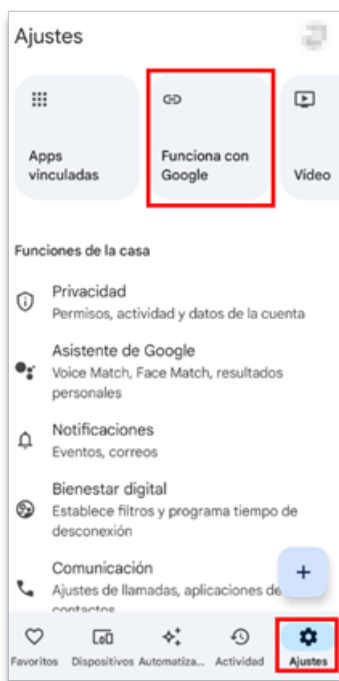 Ajustes
Apps
vinculadas
Funciona con
Google
Vídeo
Funciones de la casa
Privacidad
Permisos, actividad y datos de la cuenta
Asistente de Google
Voice Match, Face Match, resultados
personales
Notificaciones
Eventos, correos
Bienestar digital
Establece filtros y programa tiempo de
desconexión
Comunicación
Ajustes de llamadas, aplicaciones de
contactos
Favoritos Dispositivos Automatiza... Actividad Ajustes